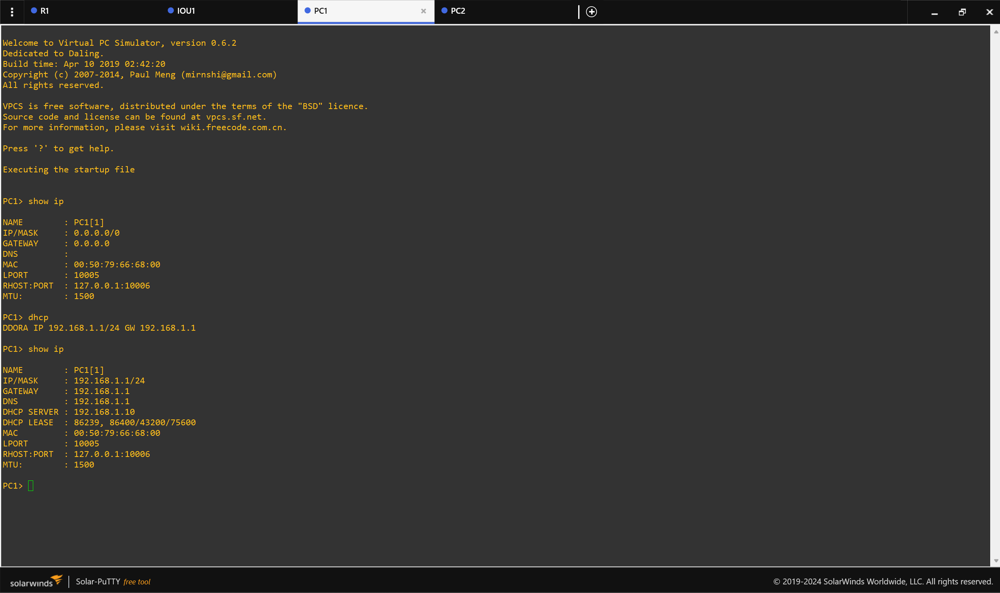 R1
IOU1
PC1
PC2
Welcome to Virtual PC Simulator, version 0.6.2
Dedicated to Daling.
Build time: Apr 10 2019 02:42:20
Copyright (c) 2007-2014, Paul Meng (mirnshi@gmail.com)
All rights reserved.
VPCS is free software, distributed under the terms of the "BSD" licence.
Source code and license can be found at vpcs.sf.net.
For more information, please visit wiki.freecode.com.cn.
Press '?' to get help.
Executing the startup file
PC1> show ip
NAME        : PC1[1]
IP/MASK     : 0.0.0.0/0
GATEWAY     : 0.0.0.0
DNS         :
MAC         : 00:50:79:66:68:00
LPORT       : 10005
RHOST:PORT  : 127.0.0.1:10006
MTU:        : 1500
PC1> dhcp
DDORA IP 192.168.1.1/24 GW 192.168.1.1
PC1> show ip
NAME        : PC1[1]
IP/MASK     : 192.168.1.1/24
GATEWAY     : 192.168.1.1
DNS         : 192.168.1.1
DHCP SERVER : 192.168.1.10
DHCP LEASE  : 86239, 86400/43200/75600
MAC         : 00:50:79:66:68:00
LPORT       : 10005
RHOST:PORT  : 127.0.0.1:10006
MTU:        : 1500
PC1>
solarwinds | Solar-PuTTY free tool
© 2019-2024 SolarWinds Worldwide, LLC. All rights reserved.